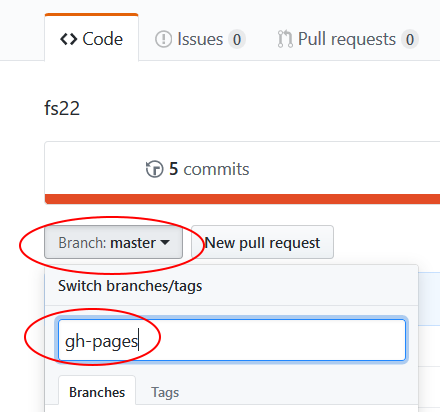 Code Issues 0 Pull requests 0
fs22
5 commits
Branch: master New pull request
Switch branches/tags
gh-pages
Branches Tags